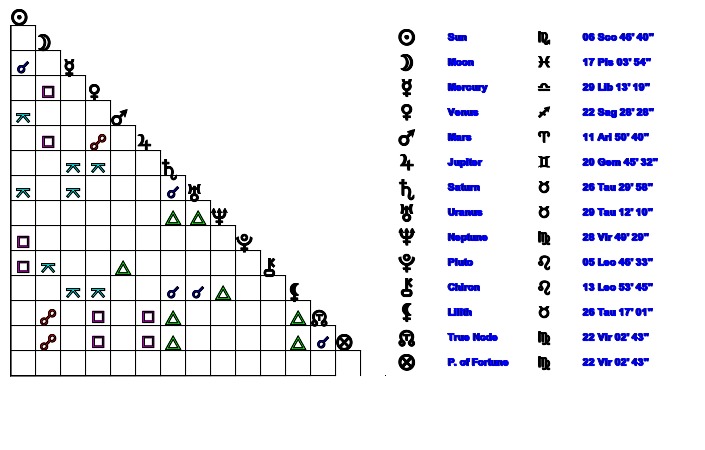 Sun 06 Sco 46' 40"
Moon 17 Pis 03' 54"
Mercury 29 Lib 13' 19"
Venus 22 Sag 28' 28"
Mars 11 Ari 50' 40"
Jupiter 20 Gem 45' 32"
Saturn 26 Tau 29' 58"
Uranus 29 Tau 12' 10"
Neptune 28 Vir 49' 29"
Pluto 05 Leo 46' 33"
Chiron 13 Leo 53' 45"
Lilith 26 Tau 17' 01"
True Node 22 Vir 02' 43"
P. of Fortune 22 Vir 02' 43"